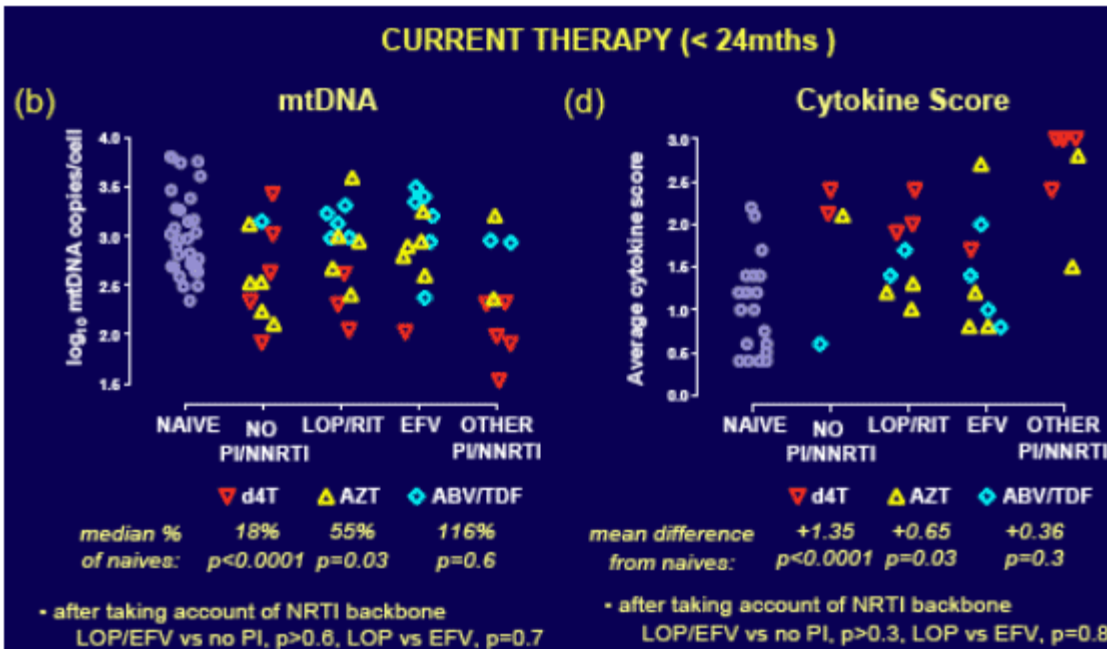 CURRENT THERAPY (< 24mths )
(b) mtDNA
log₁₀ mtDNA copies/cell
4.0
3.5
3.0
2.5
2.0
1.5
NAIVE NO PI/NNRTI LOP/RIT EFV OTHER PI/NNRTI
d4T AZT ABV/TDF
median % 18% 55% 116%
of naives: p<0.0001 p=0.03 p=0.6
- after taking account of NRTI backbone
LOP/EFV vs no PI, p>0.6, LOP vs EFV, p=0.7
(d) Cytokine Score
Average cytokine score
3.0
2.5
2.0
1.5
1.0
0.5
0.0
NAIVE NO PI/NNRTI LOP/RIT EFV OTHER PI/NNRTI
d4T AZT ABV/TDF
mean difference +1.35 +0.65 +0.36
from naives: p<0.0001 p=0.03 p=0.3
- after taking account of NRTI backbone
LOP/EFV vs no PI, p>0.3, LOP vs EFV, p=0.8